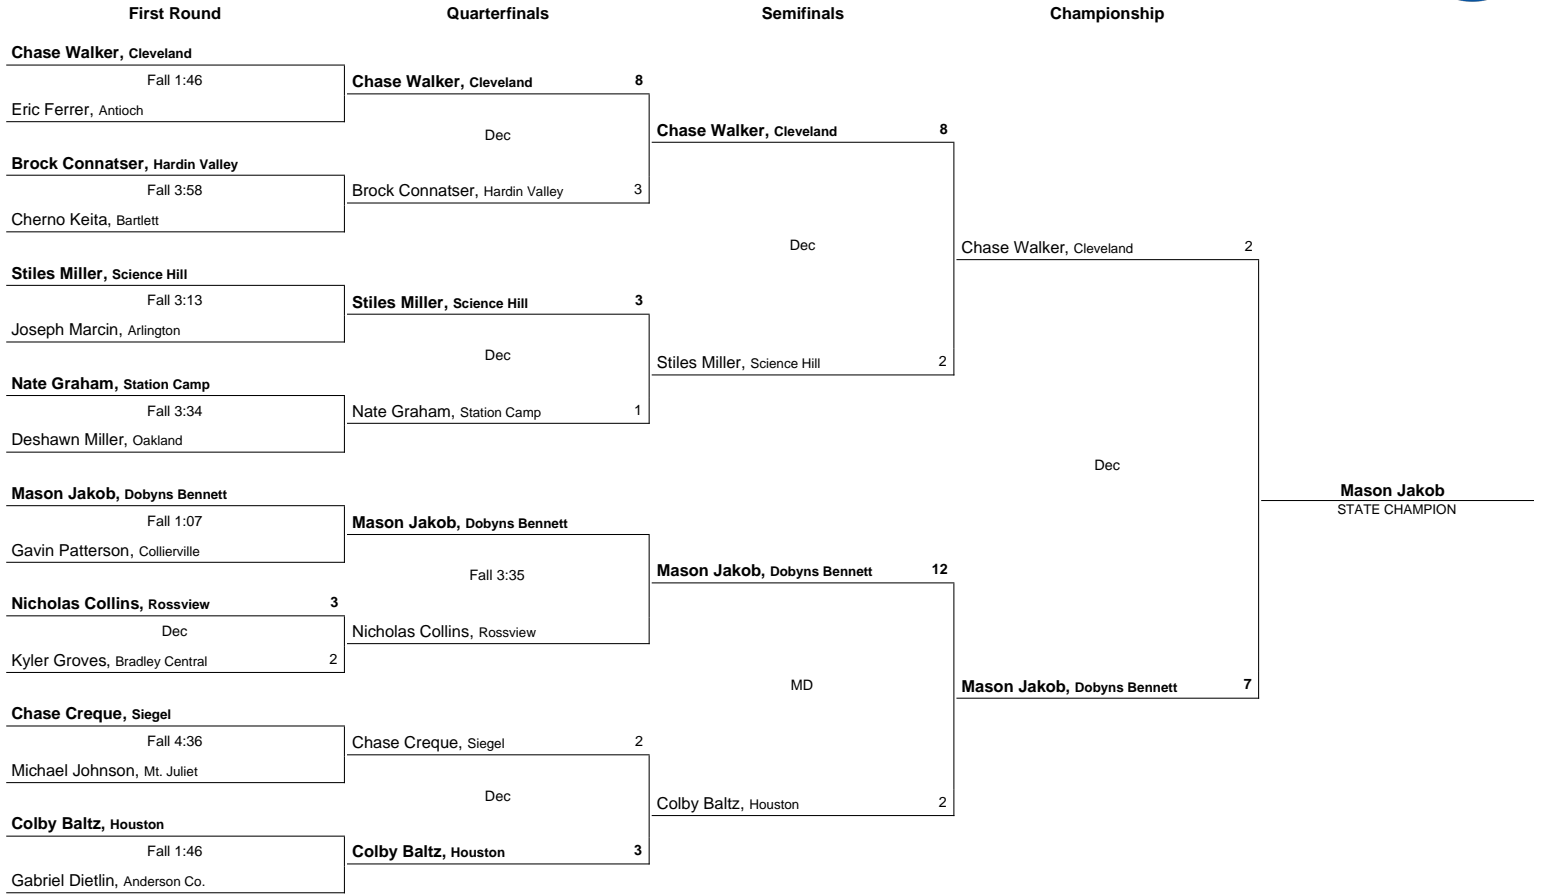 First Round Quarterfinals Semifinals Championship
Chase Walker, Cleveland
Fall 1:46
Eric Ferrer, Antioch
Brock Connatser, Hardin Valley
Fall 3:58
Cherno Keita, Bartlett
Stiles Miller, Science Hill
Fall 3:13
Joseph Marcin, Arlington
Nate Graham, Station Camp
Fall 3:34
Deshawn Miller, Oakland
Mason Jakob, Dobyns Bennett
Fall 1:07
Gavin Patterson, Collierville
Nicholas Collins, Rossview 3
Dec
Kyler Groves, Bradley Central 2
Chase Creque, Siegel
Fall 4:36
Michael Johnson, Mt. Juliet
Colby Baltz, Houston
Fall 1:46
Gabriel Dietlin, Anderson Co.
Chase Walker, Cleveland 8
Dec
Brock Connatser, Hardin Valley 3
Stiles Miller, Science Hill 3
Dec
Nate Graham, Station Camp 1
Mason Jakob, Dobyns Bennett
Fall 3:35
Nicholas Collins, Rossview
Chase Creque, Siegel 2
Dec
Colby Baltz, Houston 3
Chase Walker, Cleveland 8
Dec
Stiles Miller, Science Hill 2
Mason Jakob, Dobyns Bennett 12
MD
Colby Baltz, Houston 2
Chase Walker, Cleveland 2
Dec
Mason Jakob, Dobyns Bennett 7
Mason Jakob
STATE CHAMPION